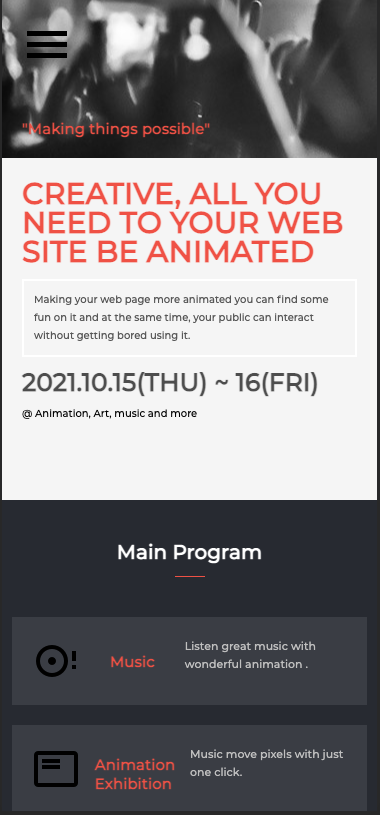 "Making things possible"
CREATIVE, ALL YOU
NEED TO YOUR WEB
SITE BE ANIMATED
Making your web page more animated you can find some
fun on it and at the same time, your public can interact
without getting bored using it.
2021.10.15(THU) ~ 16(FRI)
@ Animation, Art, music and more
Main Program
Music
Listen great music with
wonderful animation .
Animation
Exhibition
Music move pixels with just
one click.